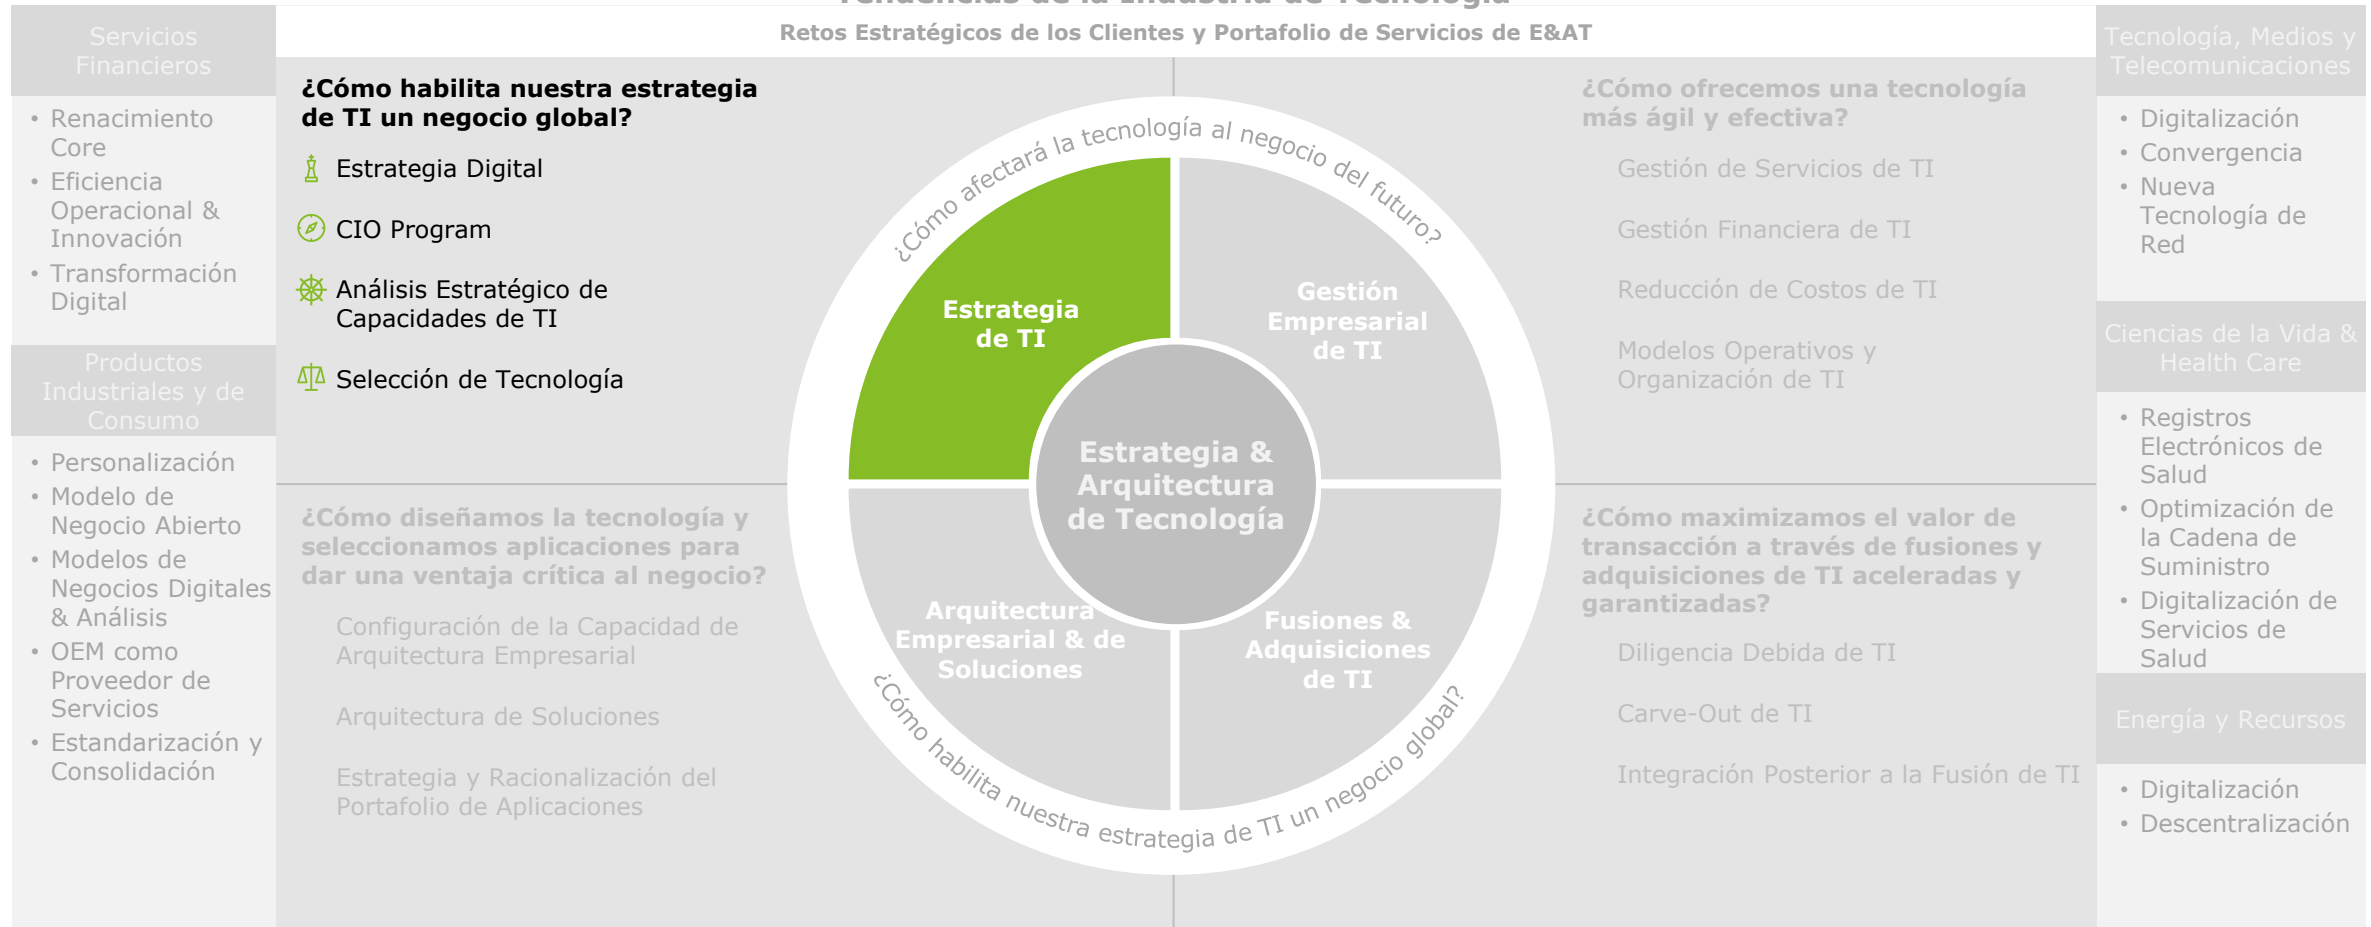 Tendencias de la Industria de Tecnología
Retos Estratégicos de los Clientes y Portafolio de Servicios de E&AT
Servicios
Financieros
• Renacimiento
Core
• Eficiencia
Operacional &
Innovación
• Transformación
Digital
Productos
Industriales y de
Consumo
• Personalización
• Modelo de
Negocio Abierto
• Modelos de
Negocios Digitales
& Análisis
• OEM como
Proveedor de
Servicios
• Estandarización y
Consolidación
¿Cómo habilita nuestra estrategia
de TI un negocio global?
Estrategia Digital
CIO Program
Análisis Estratégico de
Capacidades de TI
Selección de Tecnología
¿Cómo diseñamos la tecnología y
seleccionamos aplicaciones para
dar una ventaja crítica al negocio?
Configuración de la Capacidad de
Arquitectura Empresarial
Arquitectura de Soluciones
Estrategia y Racionalización del
Portafolio de Aplicaciones
¿Cómo afectará la tecnología al negocio del futuro?
Estrategia
de TI
Gestión
Empresarial
de TI
Estrategia &
Arquitectura
de Tecnología
Arquitectura
Empresarial & de
Soluciones
Fusiones &
Adquisiciones
de TI
¿Cómo habilita nuestra estrategia de TI un negocio global?
¿Cómo ofrecemos una tecnología
más ágil y efectiva?
Gestión de Servicios de TI
Gestión Financiera de TI
Reducción de Costos de TI
Modelos Operativos y
Organización de TI
¿Cómo maximizamos el valor de
transacción a través de fusiones y
adquisiciones de TI aceleradas y
garantizadas?
Diligencia Debida de TI
Carve-Out de TI
Integración Posterior a la Fusión de TI
Tecnología, Medios y
Telecomunicaciones
• Digitalización
• Convergencia
• Nueva
Tecnología de
Red
Ciencias de la Vida &
Health Care
• Registros
Electrónicos de
Salud
• Optimización de
la Cadena de
Suministro
• Digitalización de
Servicios de
Salud
Energía y Recursos
• Digitalización
• Descentralización